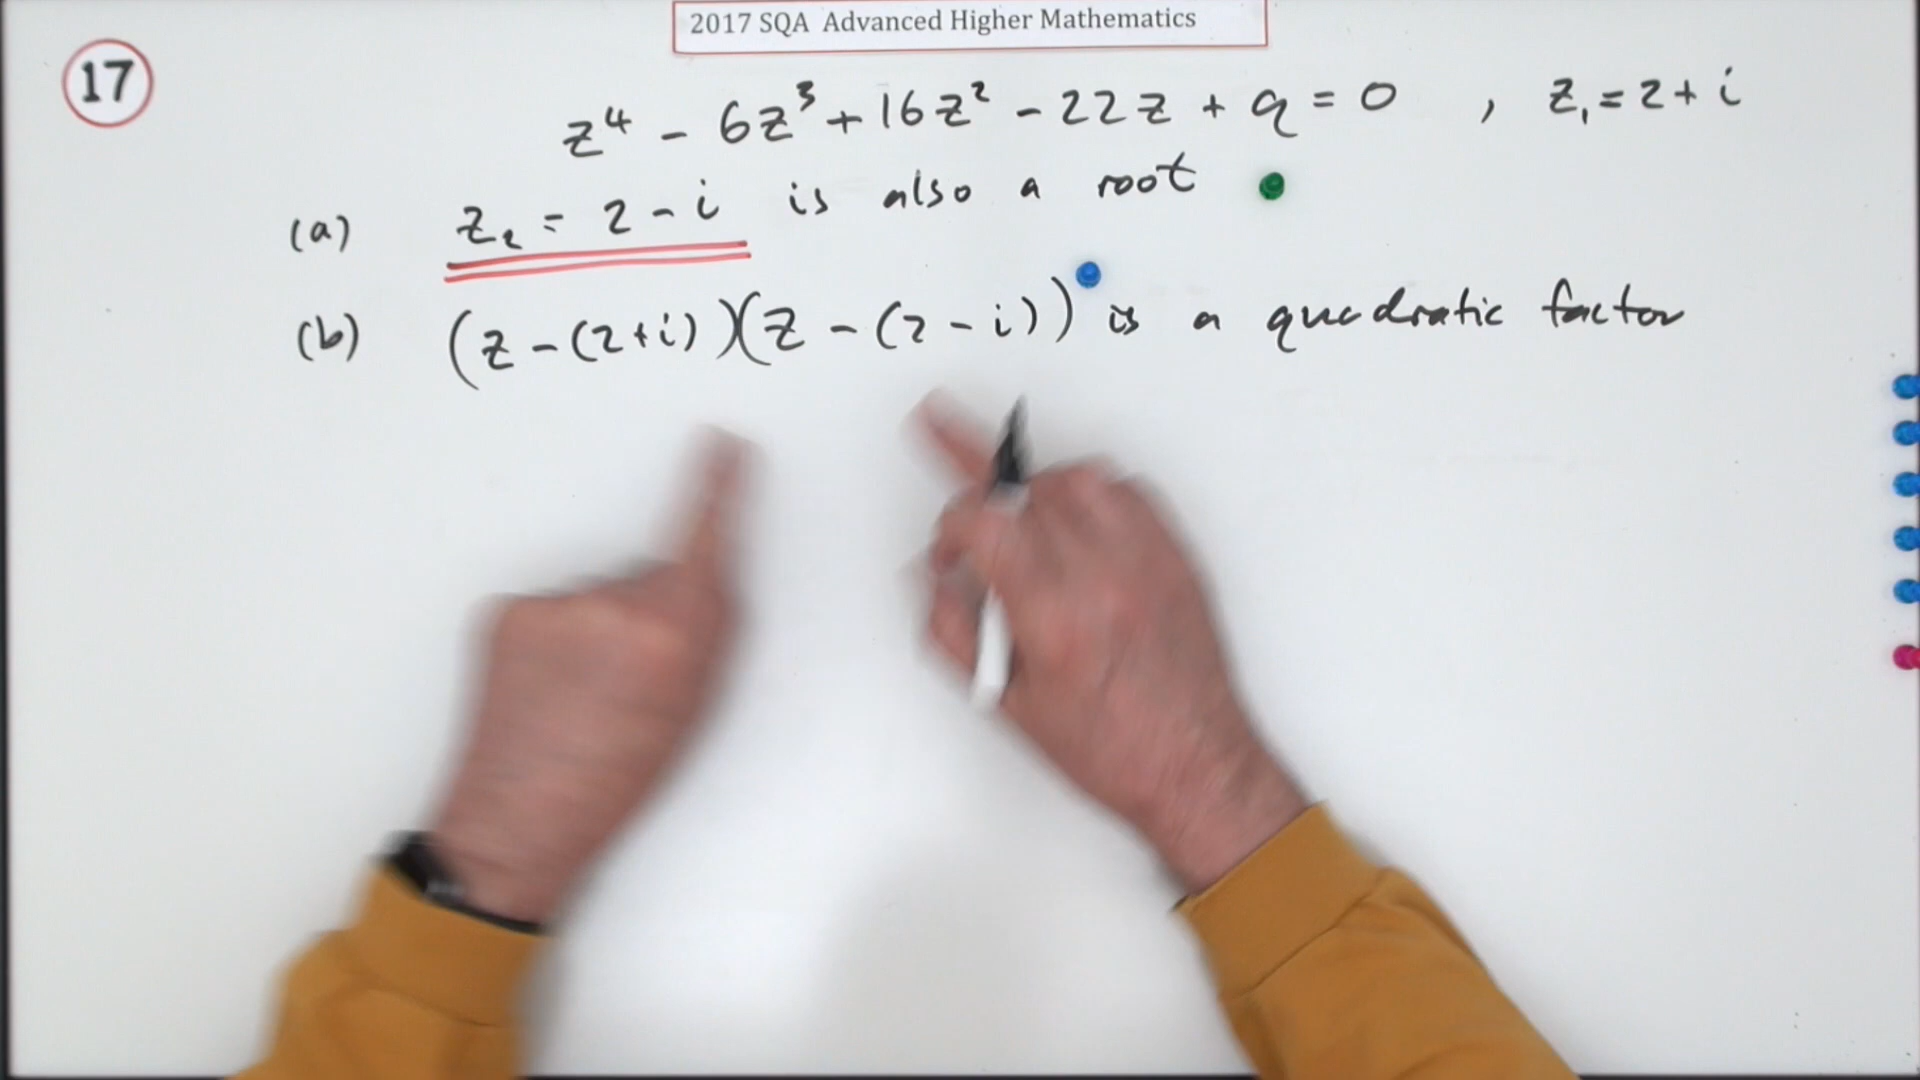 2017 SQA Advanced Higher Mathematics
17
z⁴ - 6z³ + 16z² - 22z + q = 0 , z₁ = 2 + i
(a) z₂ = 2 - i is also a root
(b) (z - (2+i))(z - (2 - i)) is a quadratic factor